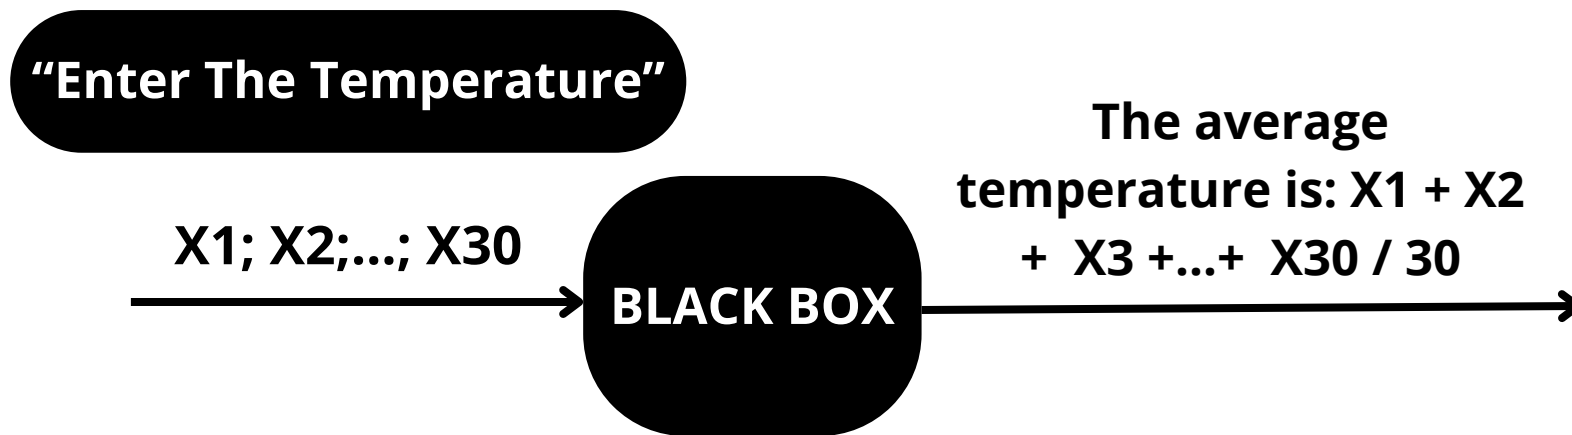 “Enter The Temperature”
X1; X2;...; X30
BLACK BOX
The average
temperature is: X1 + X2
+ X3 +...+ X30 / 30